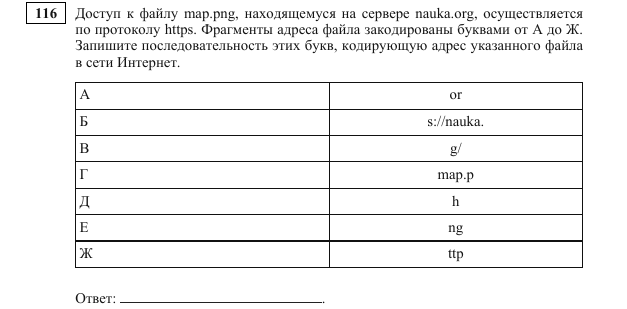 116
Доступ к файлу map.png, находящемуся на сервере nauka.org, осуществляется
по протоколу https. Фрагменты адреса файла закодированы буквами от А до Ж.
Запишите последовательность этих букв, кодирующую адрес указанного файла
в сети Интернет.
А or
Б s://nauka.
В g/
Г map.p
Д h
Е ng
Ж ttp
Ответ: ______________________________.